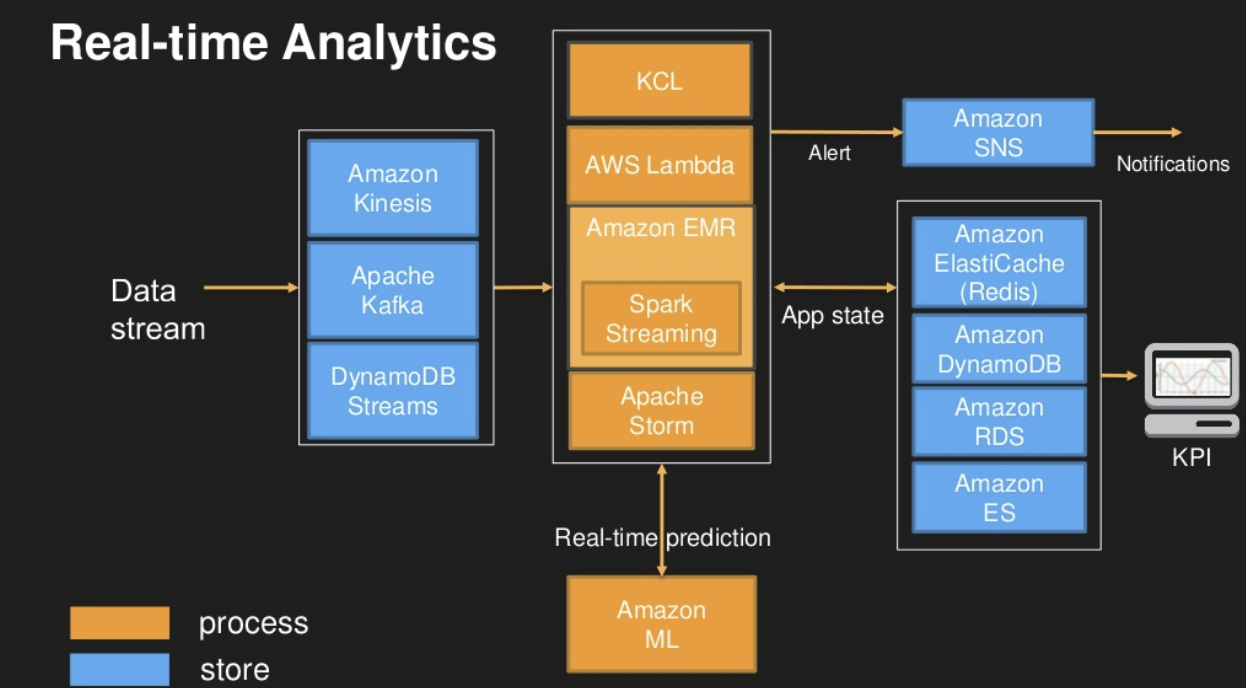 Real-time Analytics
Data
stream
Amazon
Kinesis
Apache
Kafka
DynamoDB
Streams
KCL
AWS Lambda
Amazon EMR
Spark
Streaming
Apache
Storm
Real-time prediction
Amazon
ML
Alert
Amazon
SNS
Notifications
App state
Amazon
ElastiCache
(Redis)
Amazon
DynamoDB
Amazon
RDS
Amazon
ES
KPI
process
store